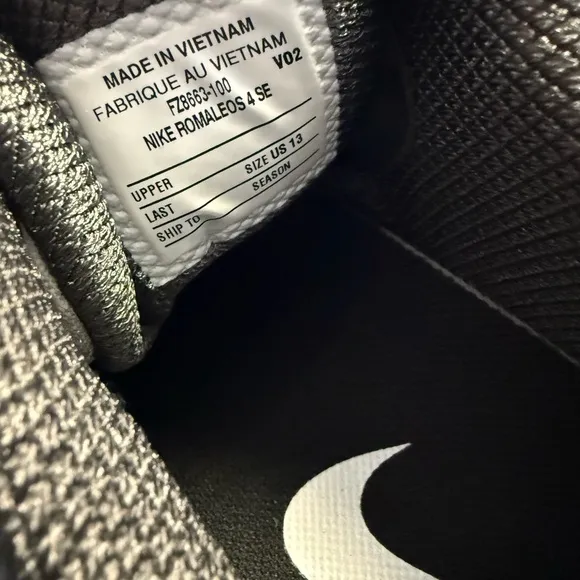 MADE IN VIETNAM
FABRIQUE AU VIETNAM
FZ8663-100 V02
NIKE ROMALEOS 4 SE
UPPER SIZE US 13
LAST SEASON
SHIP TO